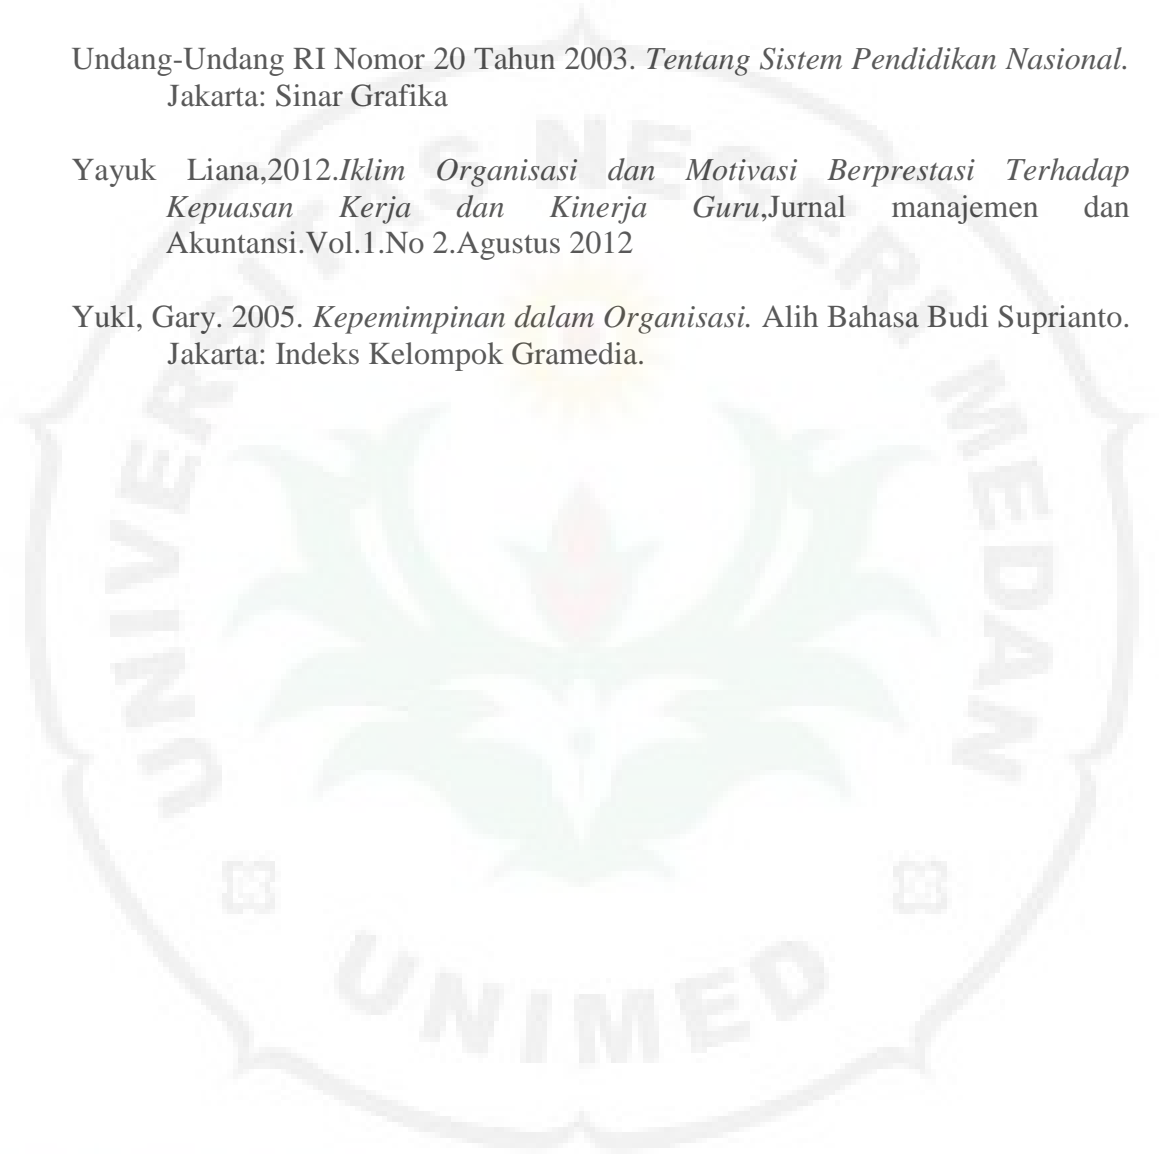 Undang-Undang RI Nomor 20 Tahun 2003. Tentang Sistem Pendidikan Nasional.
Jakarta: Sinar Grafika
Yayuk Liana,2012.Iklim Organisasi dan Motivasi Berprestasi Terhadap
Kepuasan Kerja dan Kinerja Guru,Jurnal manajemen dan
Akuntansi.Vol.1.No 2.Agustus 2012
Yukl, Gary. 2005. Kepemimpinan dalam Organisasi. Alih Bahasa Budi Suprianto.
Jakarta: Indeks Kelompok Gramedia.
UNIVERSITAS NEGERI MEDAN
UNIMED